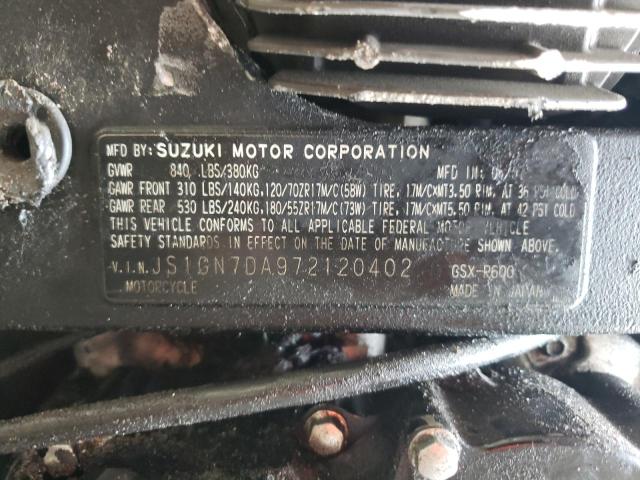 MFD BY: SUZUKI MOTOR CORPORATION
GVWR 840 LBS/380KG MFD IN:
GAWR FRONT 310 LBS/140KG,120/70ZR17M/C(58W) TIRE, 17M/CXMT3.50 RIM, AT 36 PSI COLD
GAWR REAR 530 LBS/240KG,180/55ZR17M/C(73W) TIRE, 17M/CXMT5.50 RIM, AT 42 PSI COLD
THIS VEHICLE CONFORMS TO ALL APPLICABLE FEDERAL MOTOR VEHICLE
SAFETY STANDARDS IN EFFECT ON THE DATE OF MANUFACTURE SHOWN ABOVE.
V.I.N. JS1GN7DA972120402 GSX-R600
MOTORCYCLE MADE IN JAPAN